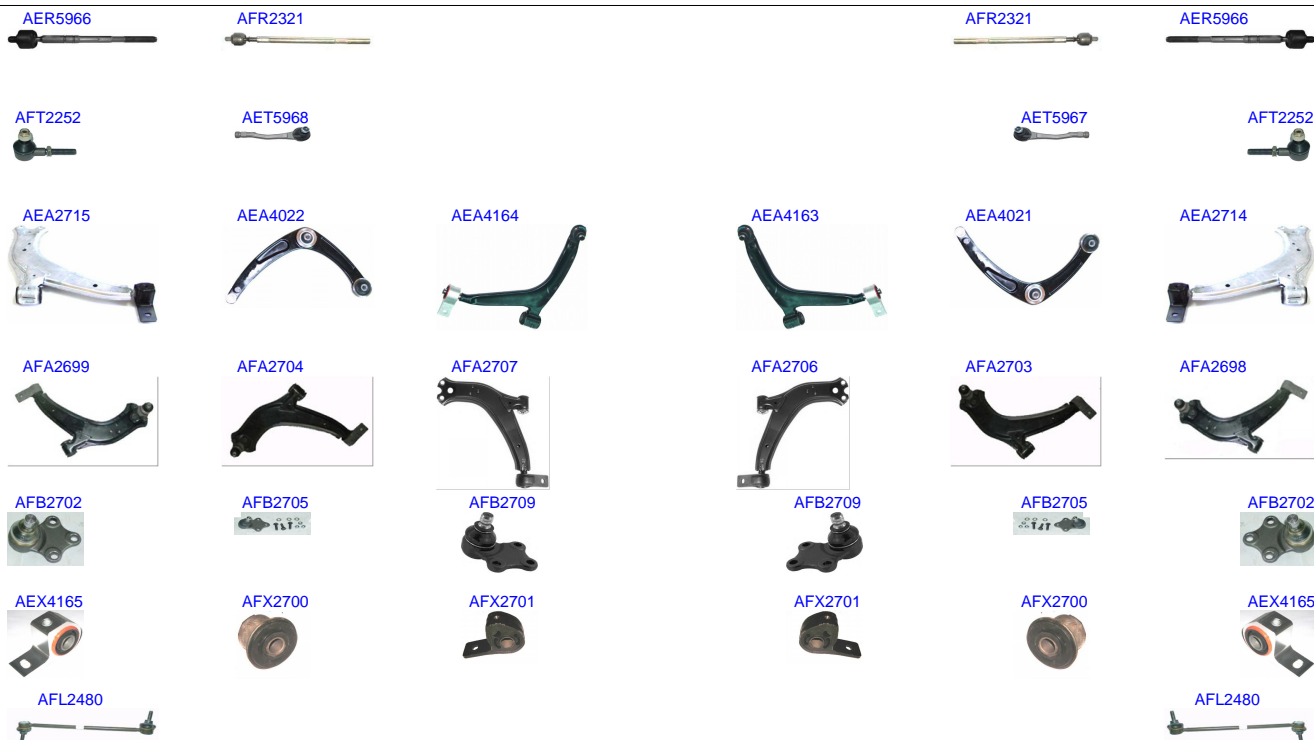 AER5966 AFR2321 AFR2321 AER5966
AFT2252 AET5968 AET5967 AFT2252
AEA2715 AEA4022 AEA4164 AEA4163 AEA4021 AEA2714
AFA2699 AFA2704 AFA2707 AFA2706 AFA2703 AFA2698
AFB2702 AFB2705 AFB2709 AFB2709 AFB2705 AFB2702
AEX4165 AFX2700 AFX2701 AFX2701 AFX2700 AEX4165
AFL2480 AFL2480